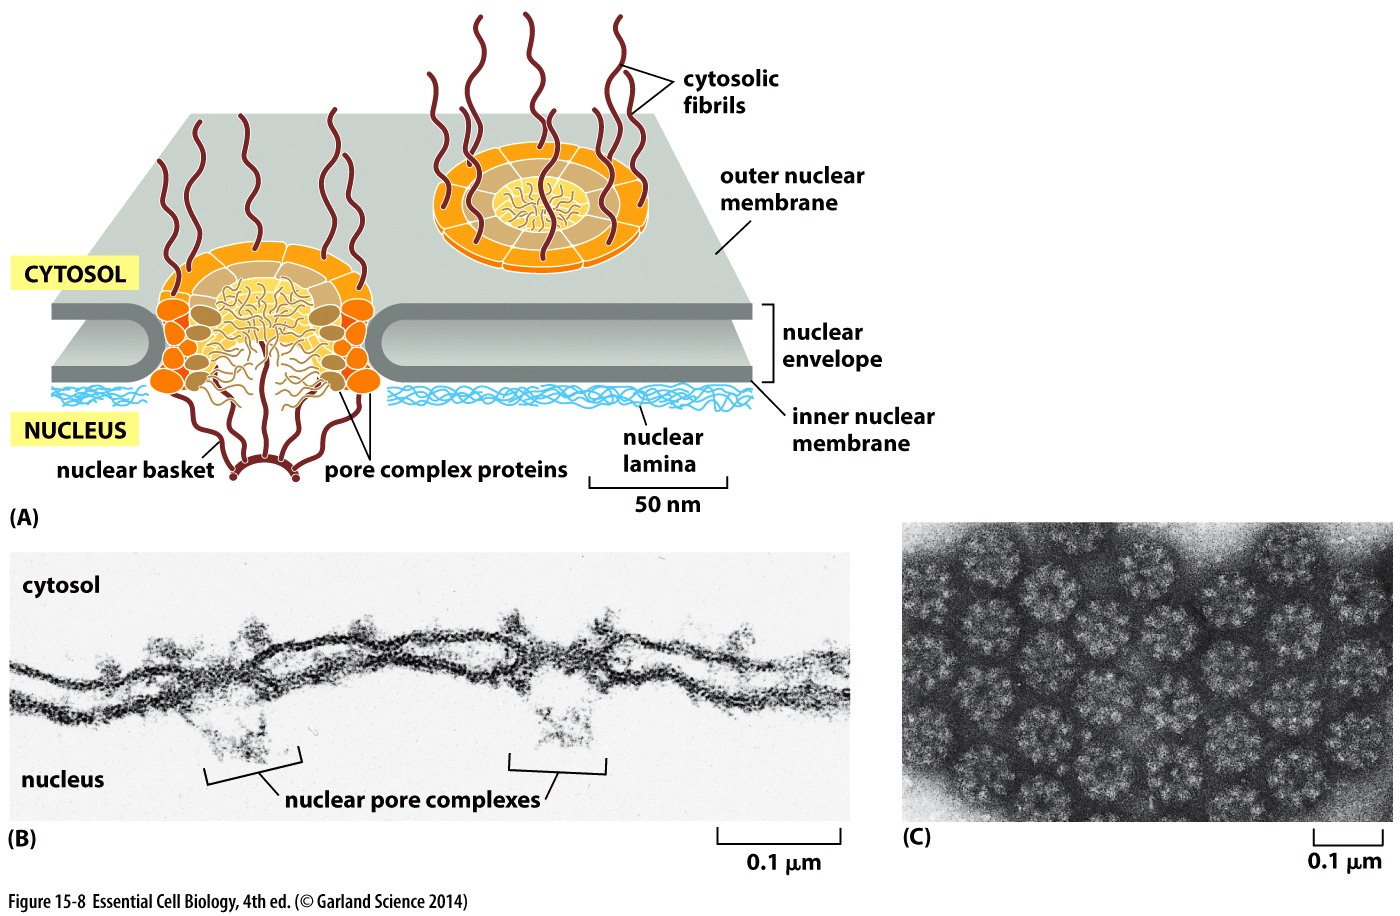 cytosolic
fibrils
outer nuclear
membrane
CYTOSOL
nuclear
envelope
inner nuclear
membrane
NUCLEUS
nuclear
lamina
nuclear basket
pore complex proteins
50 nm
(A)
cytosol
nucleus
nuclear pore complexes
(B)
0.1 μm
(C)
0.1 μm
Figure 15-8 Essential Cell Biology, 4th ed. (© Garland Science 2014)